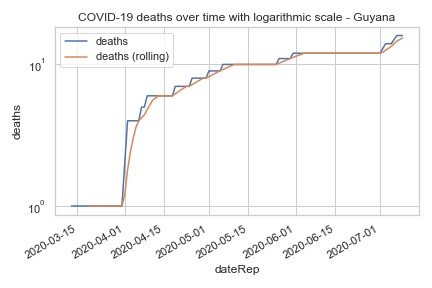 COVID-19 deaths over time with logarithmic scale - Guyana
deaths
deaths (rolling)
10¹
10⁰
deaths
2020-03-15
2020-04-01
2020-04-15
2020-05-01
2020-05-15
2020-06-01
2020-06-15
2020-07-01
dateRep